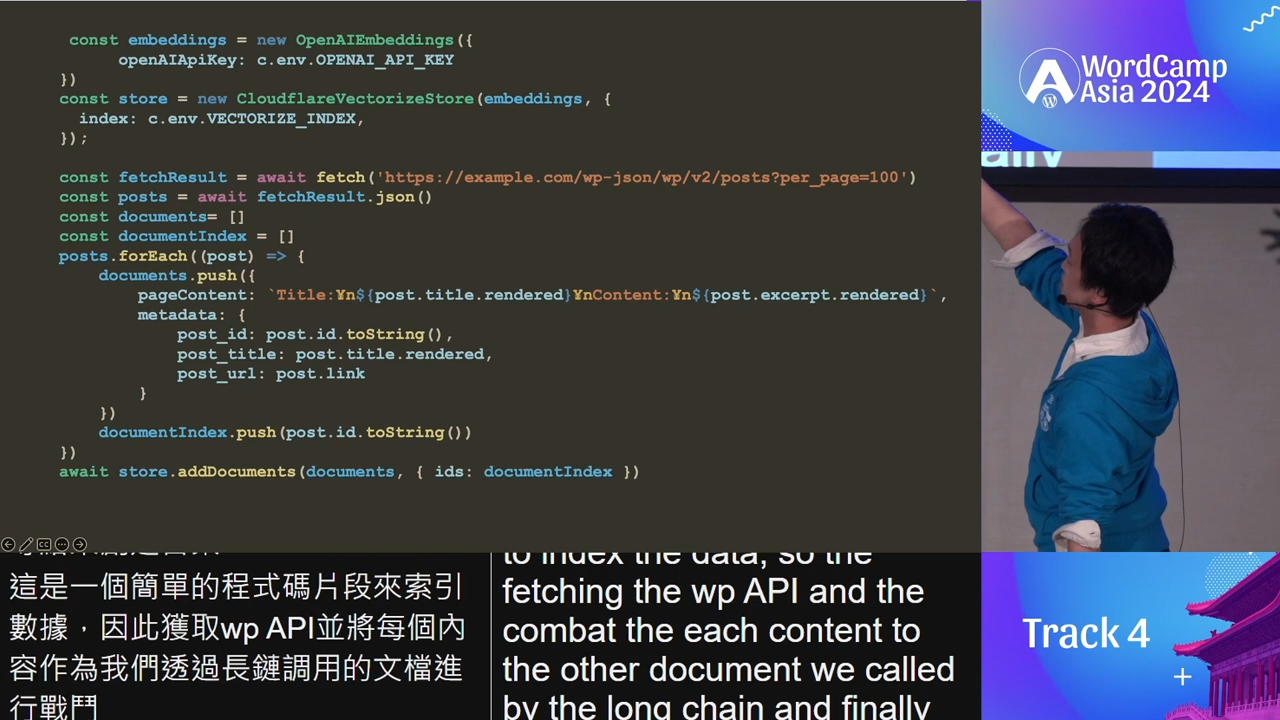 const embeddings = new OpenAIEmbeddings({
openAIApiKey: c.env.OPENAI_API_KEY
})
const store = new CloudflareVectorizeStore(embeddings, {
index: c.env.VECTORIZE_INDEX,
});
const fetchResult = await fetch('https://example.com/wp-json/wp/v2/posts?per_page=100')
const posts = await fetchResult.json()
const documents= []
const documentIndex = []
posts.forEach((post) => {
documents.push({
pageContent: `Title:¥n${post.title.rendered}¥nContent:¥n${post.excerpt.rendered}`,
metadata: {
post_id: post.id.toString(),
post_title: post.title.rendered,
post_url: post.link
}
})
documentIndex.push(post.id.toString())
})
await store.addDocuments(documents, { ids: documentIndex })
WordCamp
Asia 2024
ally
這是一個簡單的程式碼片段來索引
數據，因此獲取wp API並將每個內
容作為我們透過長鏈調用的文檔進
行戰鬥
to index the data, so the
fetching the wp API and the
combat the each content to
the other document we called
by the long chain and finally
Track 4